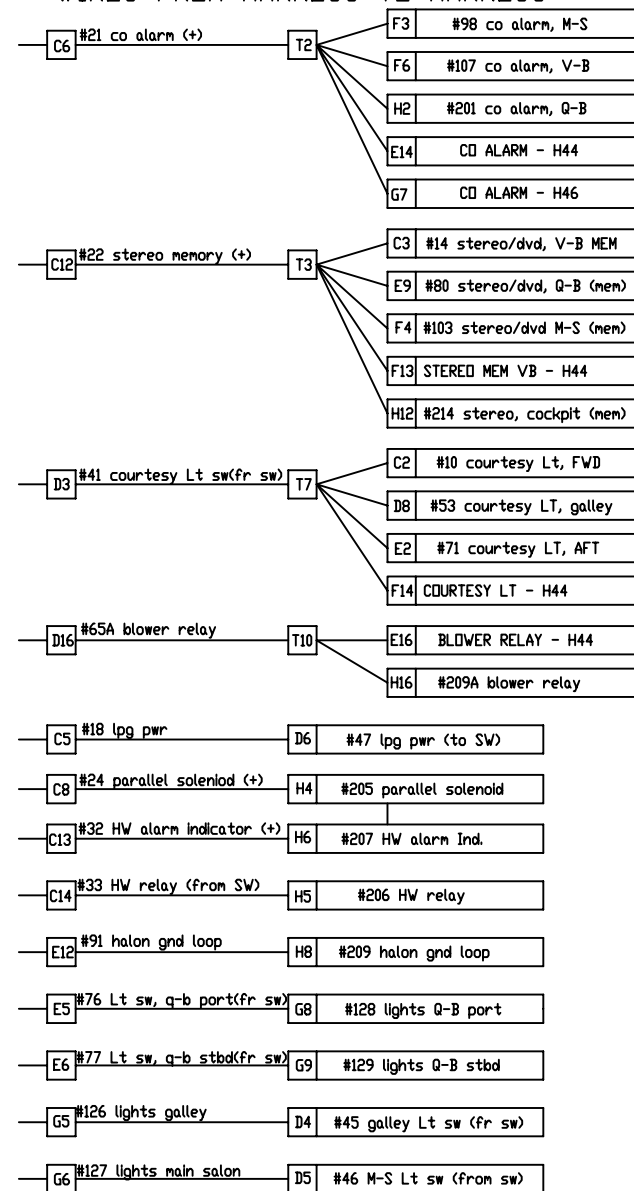 C6 #21 co alarm (+) T2 F3 #98 co alarm, M-S
F6 #107 co alarm, V-B
H2 #201 co alarm, Q-B
E14 CO ALARM - H44
G7 CO ALARM - H46
C12 #22 stereo memory (+) T3 C3 #14 stereo/dvd, V-B MEM
E9 #80 stereo/dvd, Q-B (mem)
F4 #103 stereo/dvd M-S (mem)
F13 STEREO MEM VB - H44
H12 #214 stereo, cockpit (mem)
D3 #41 courtesy Lt sw(fr sw) T7 C2 #10 courtesy Lt, FWD
D8 #53 courtesy LT, galley
E2 #71 courtesy LT, AFT
F14 COURTESY LT - H44
D16 #65A blower relay T10 E16 BLOWER RELAY - H44
H16 #209A blower relay
C5 #18 lpg pwr D6 #47 lpg pwr (to SW)
C8 #24 parallel soleniod (+) H4 #205 parallel solenoid
C13 #32 HW alarm indicator (+) H6 #207 HW alarm Ind.
C14 #33 HW relay (from SW) H5 #206 HW relay
E12 #91 halon gnd loop H8 #209 halon gnd loop
E5 #76 Lt sw, q-b port(fr sw) G8 #128 lights Q-B port
E6 #77 Lt sw, q-b stbd(fr sw) G9 #129 lights Q-B stbd
G5 #126 lights galley D4 #45 galley Lt sw (fr sw)
G6 #127 lights main salon D5 #46 M-S Lt sw (from sw)